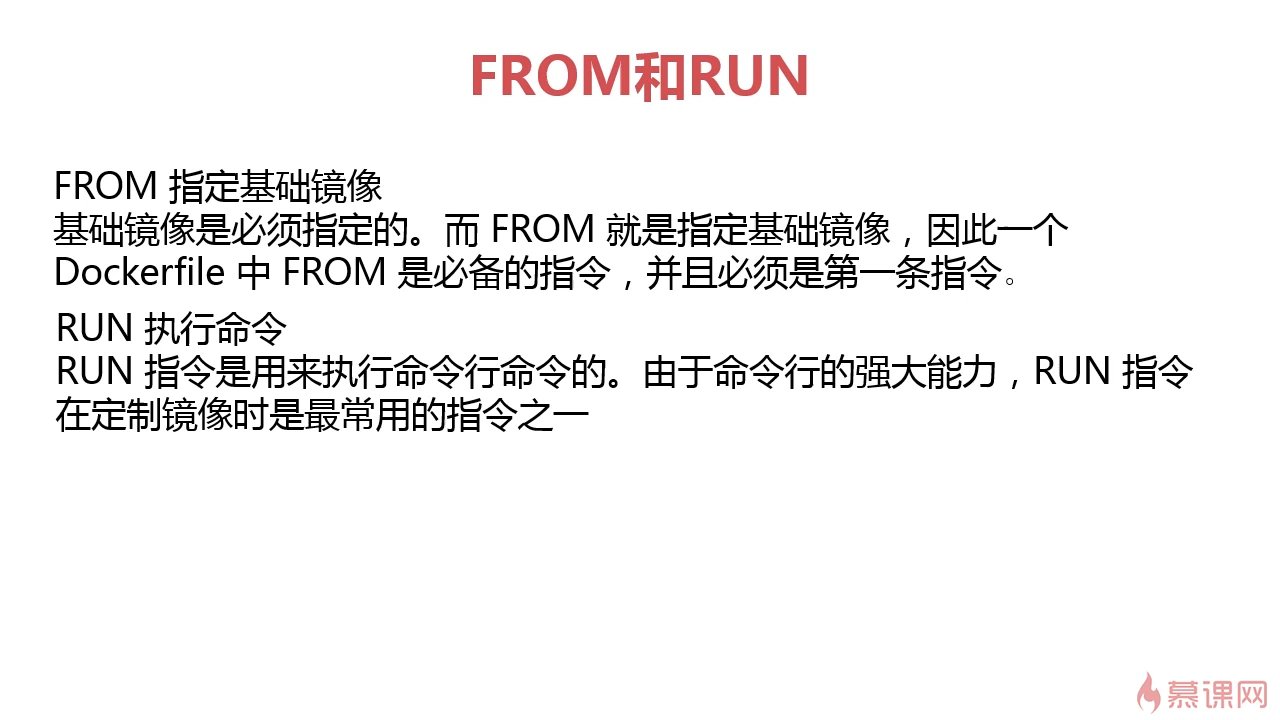 FROM和RUN
FROM 指定基础镜像
基础镜像是必须指定的。而 FROM 就是指定基础镜像，因此一个
Dockerfile 中 FROM 是必备的指令，并且必须是第一条指令。
RUN 执行命令
RUN 指令是用来执行命令行命令的。由于命令行的强大能力，RUN 指令
在定制镜像时是最常用的指令之一
慕课网